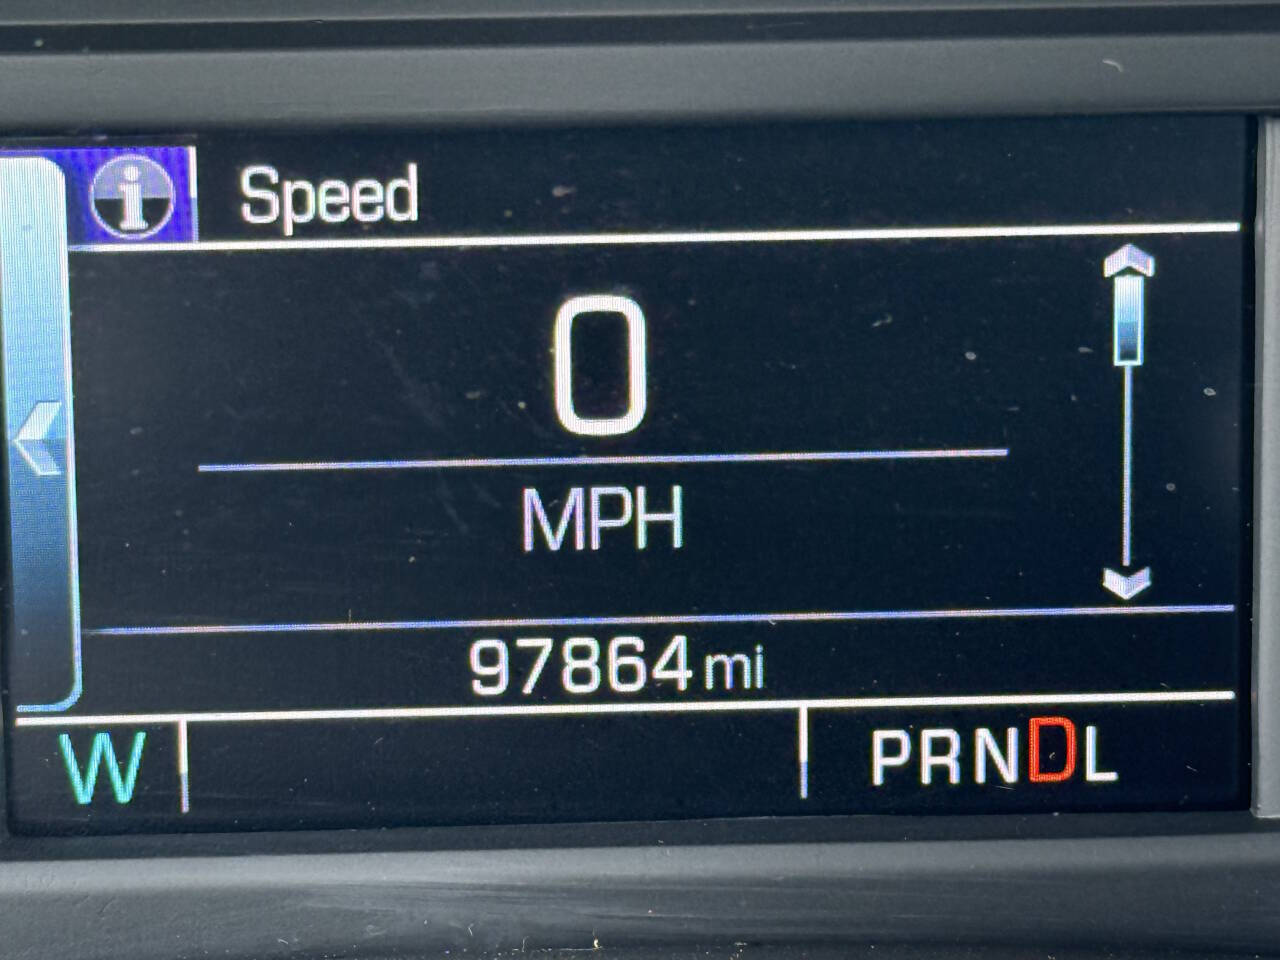 i Speed
0
MPH
97864 mi
W PRNDL